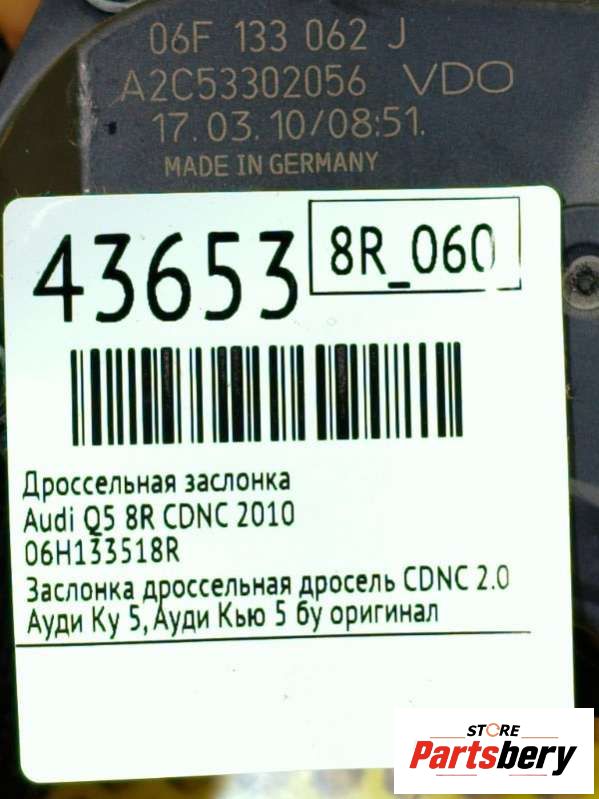 06F 133 062 J
A2C53302056 VDO
17.03.10/08:51.
MADE IN GERMANY
43653
8R_060
Дроссельная заслонка
Audi Q5 8R CDNC 2010
06H133518R
Заслонка дроссельная дросель CDNC 2.0
Ауди Ку 5, Ауди Кью 5 бу оригинал
STORE
Partsbery